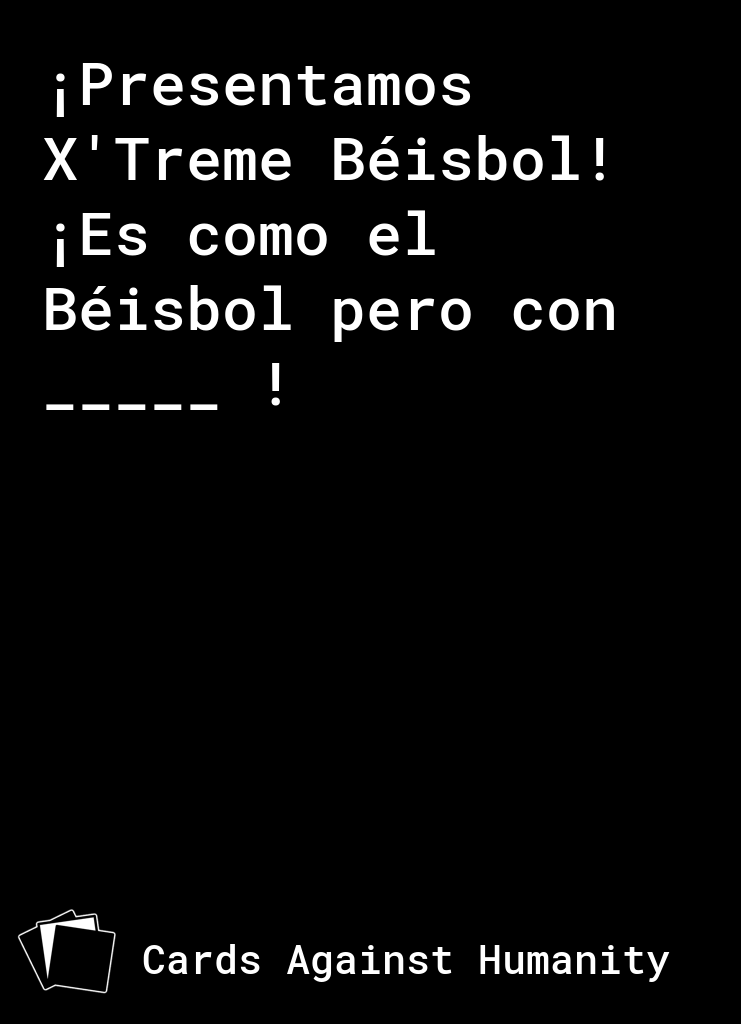 ¡Presentamos
X'Treme Béisbol!
¡Es como el
Béisbol pero con
_____ !
Cards Against Humanity